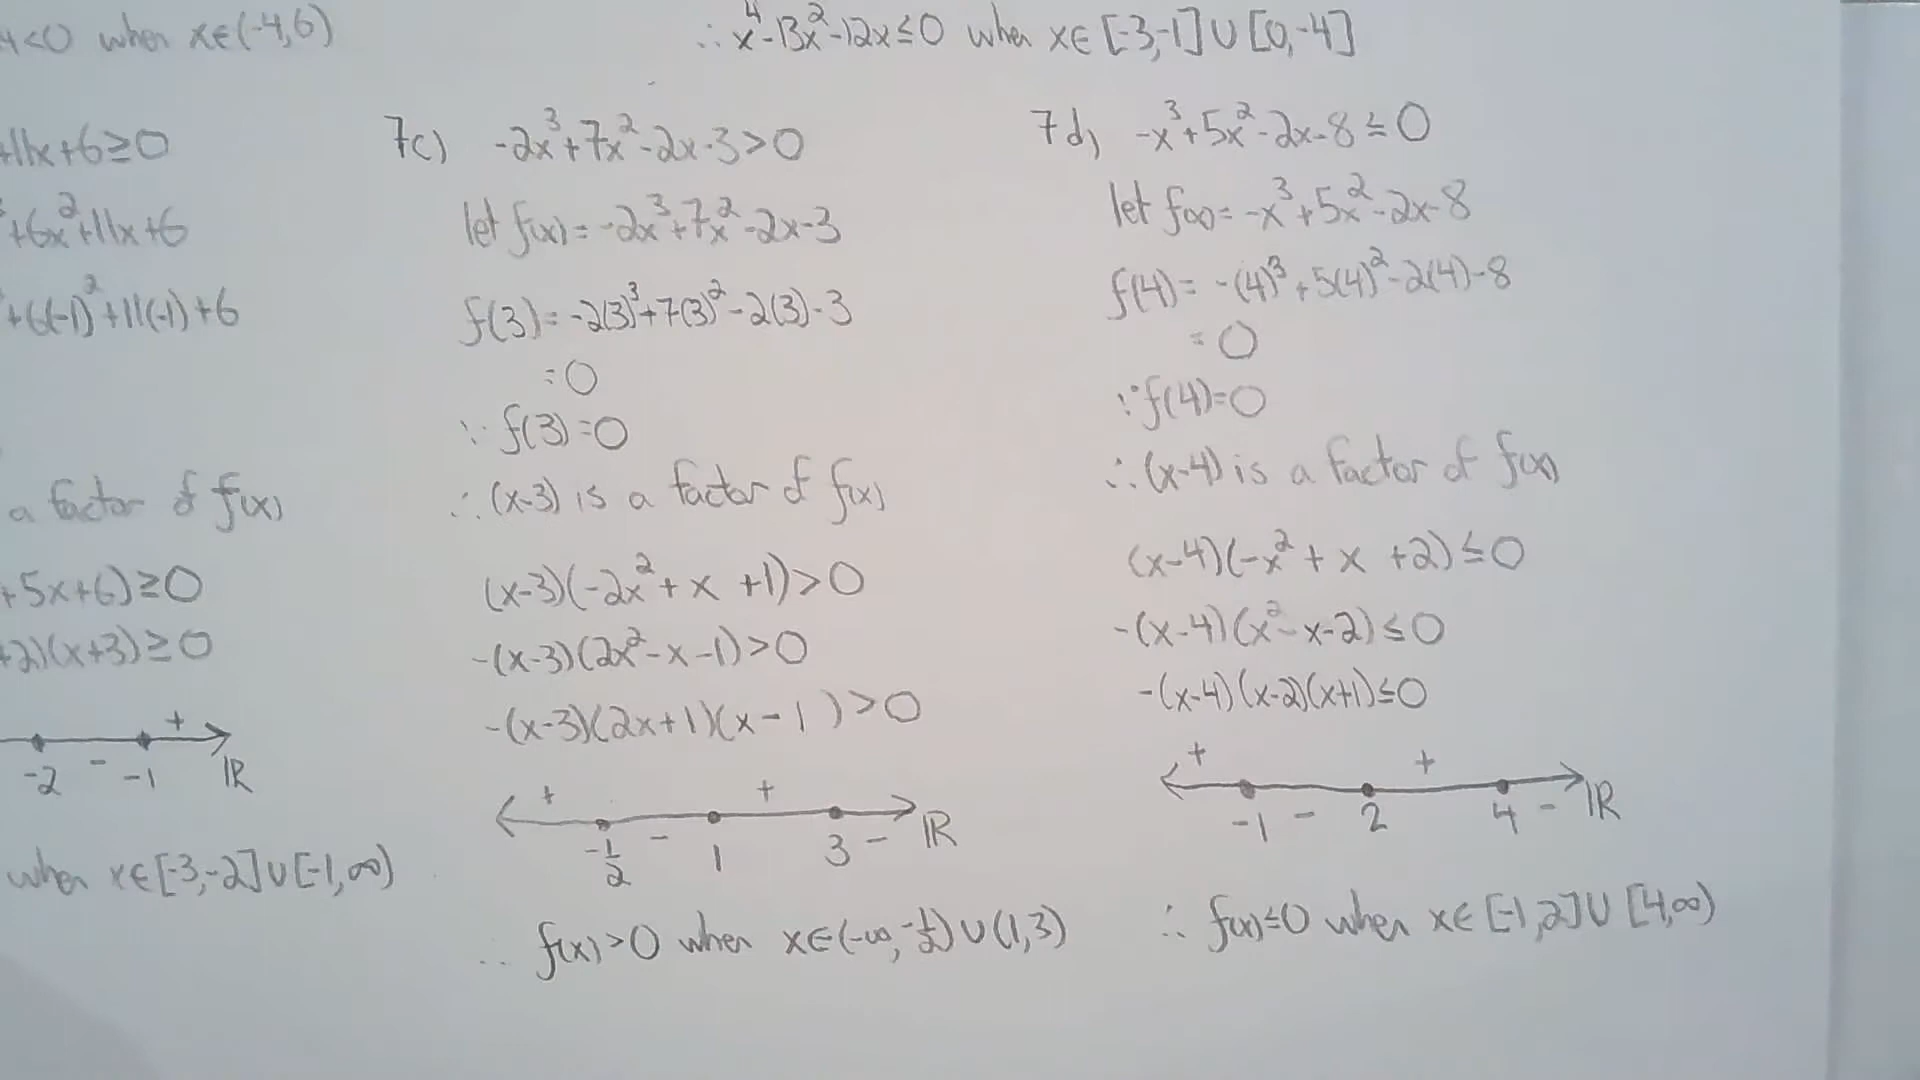 4<0 when x∈(-4,6)
∴ x⁴-13x²-12x≤0 when x∈[-3,-1]∪[0,-4]
+11x+6≥0
+6x²+11x+6
+6(-1)²+11(-1)+6
a factor of f(x)
+5x+6)≥0
+2)(x+3)≥0
+
-2 - -1 ℝ
when x∈[-3,-2]∪[-1,∞)
7c) -2x³+7x²-2x-3>0
let f(x)=-2x³+7x²-2x-3
f(3)=-2(3)³+7(3)²-2(3)-3
=0
∵ f(3)=0
∴ (x-3) is a factor of f(x)
(x-3)(-2x²+x +1)>0
-(x-3)(2x²-x-1)>0
-(x-3)(2x+1)(x-1)>0
+ +
-1/2 - 1 3 - ℝ
∴ f(x)>0 when x∈(-∞,-1/2)∪(1,3)
7d) -x³+5x²-2x-8≤0
let f(x)=-x³+5x²-2x-8
f(4)=-(4)³+5(4)²-2(4)-8
=0
∵ f(4)=0
∴ (x-4) is a factor of f(x)
(x-4)(-x²+x +2)≤0
-(x-4)(x²-x-2)≤0
-(x-4)(x-2)(x+1)≤0
+ +
-1 - 2 4 - ℝ
∴ f(x)≤0 when x∈[-1,2]∪[4,∞)